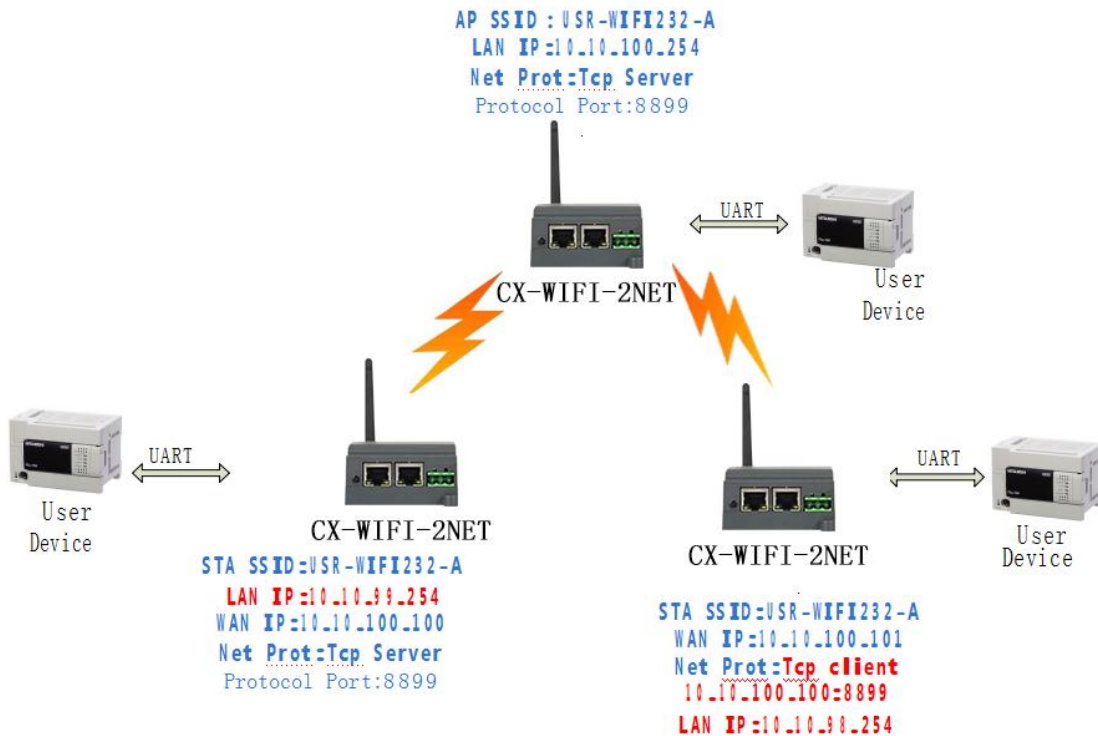 AP SSID : USR-WIFI232-A
LAN IP:10.10.100.254
Net Prot:Tcp Server
Protocol Port:8899
UART
User
Device
CX-WIFI-2NET
UART
User
Device
CX-WIFI-2NET
STA SSID:USR-WIFI232-A
LAN IP:10.10.99.254
WAN IP:10.10.100.100
Net Prot:Tcp Server
Protocol Port:8899
UART
User
Device
CX-WIFI-2NET
STA SSID:USR-WIFI232-A
WAN IP:10.10.100.101
Net Prot:Tcp client
10.10.100.100:8899
LAN IP:10.10.98.254